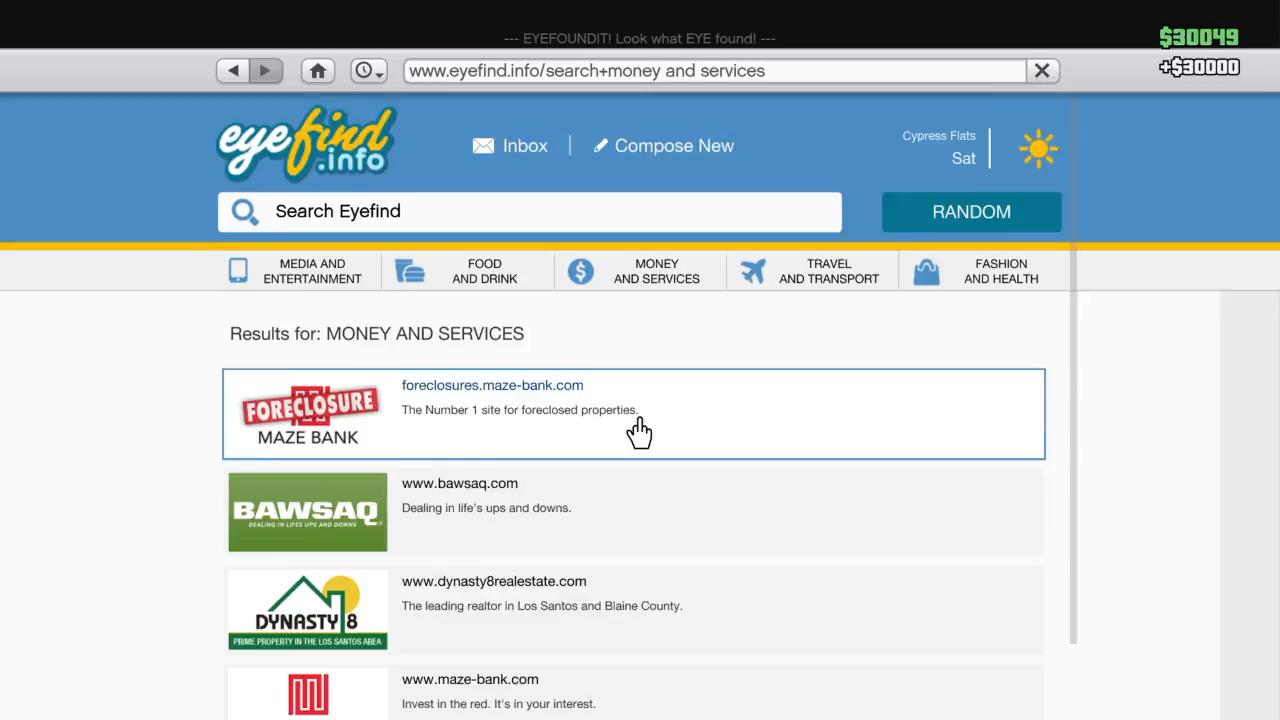 --- EYEFOUNDIT! Look what EYE found! ---
$30049
+$30000
www.eyefind.info/search+money and services
eyefind
.info
Inbox
Compose New
Cypress Flats
Sat
Search Eyefind
RANDOM
MEDIA AND
ENTERTAINMENT
FOOD
AND DRINK
MONEY
AND SERVICES
TRAVEL
AND TRANSPORT
FASHION
AND HEALTH
Results for: MONEY AND SERVICES
FORECLOSURE
MAZE BANK
foreclosures.maze-bank.com
The Number 1 site for foreclosed properties.
BAWSAQ
DEALING IN LIFE'S UPS AND DOWNS
www.bawsaq.com
Dealing in life's ups and downs.
DYNASTY 8
PRIME PROPERTY IN THE LOS SANTOS AREA
www.dynasty8realestate.com
The leading realtor in Los Santos and Blaine County.
www.maze-bank.com
Invest in the red. It's in your interest.